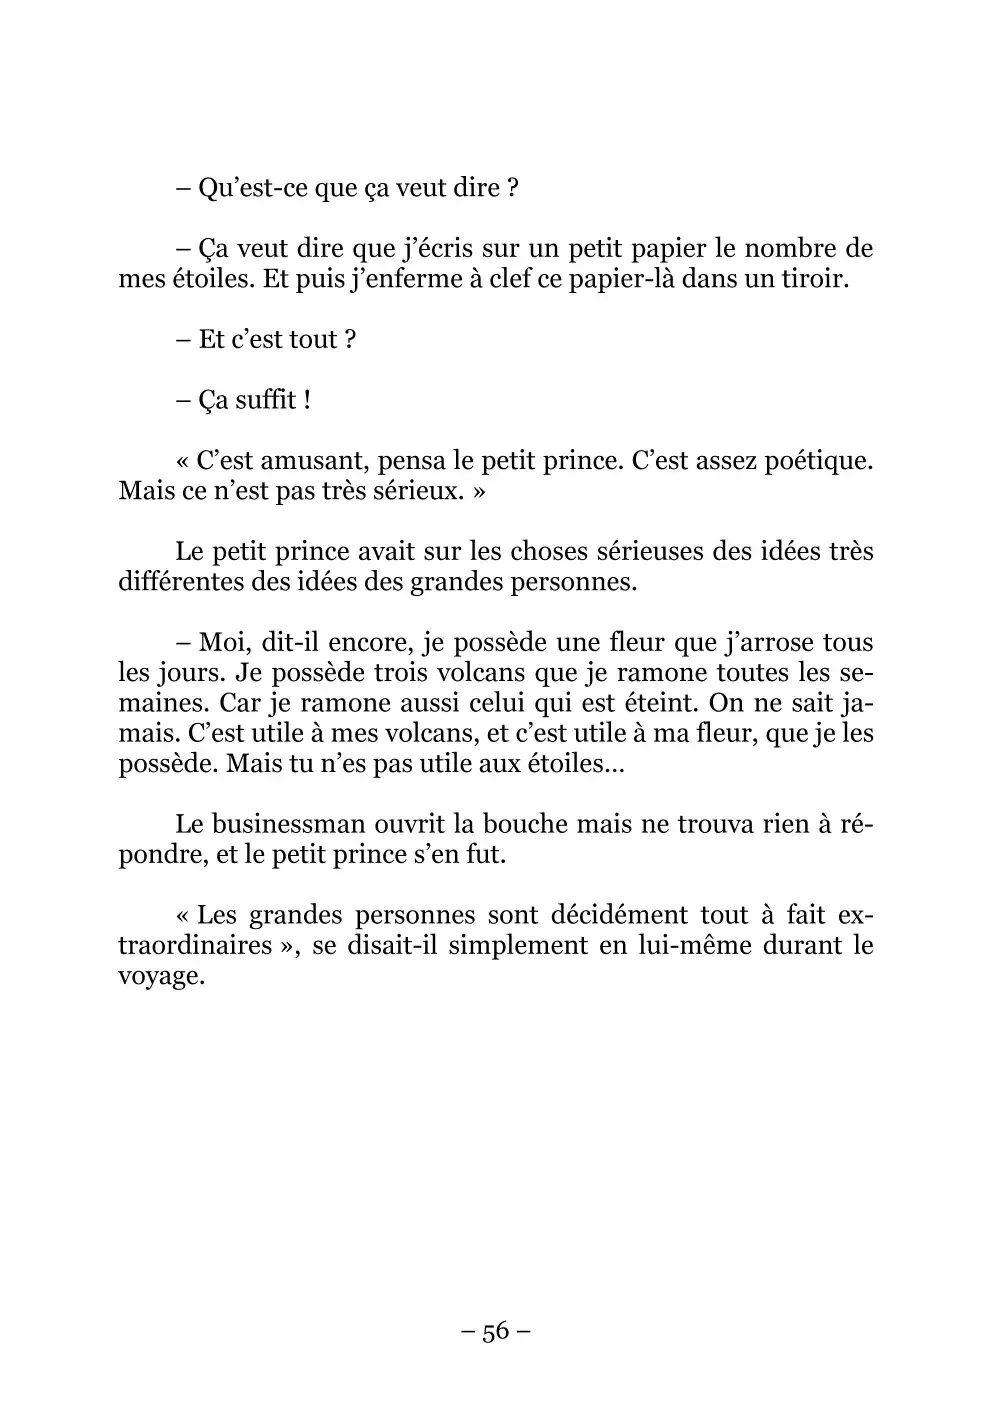 – Qu’est-ce que ça veut dire ?
– Ça veut dire que j’écris sur un petit papier le nombre de
mes étoiles. Et puis j’enferme à clef ce papier-là dans un tiroir.
– Et c’est tout ?
– Ça suffit !
« C’est amusant, pensa le petit prince. C’est assez poétique.
Mais ce n’est pas très sérieux. »
Le petit prince avait sur les choses sérieuses des idées très
différentes des idées des grandes personnes.
– Moi, dit-il encore, je possède une fleur que j’arrose tous
les jours. Je possède trois volcans que je ramone toutes les se-
maines. Car je ramone aussi celui qui est éteint. On ne sait ja-
mais. C’est utile à mes volcans, et c’est utile à ma fleur, que je les
possède. Mais tu n’es pas utile aux étoiles…
Le businessman ouvrit la bouche mais ne trouva rien à ré-
pondre, et le petit prince s’en fut.
« Les grandes personnes sont décidément tout à fait ex-
traordinaires », se disait-il simplement en lui-même durant le
voyage.
– 56 –